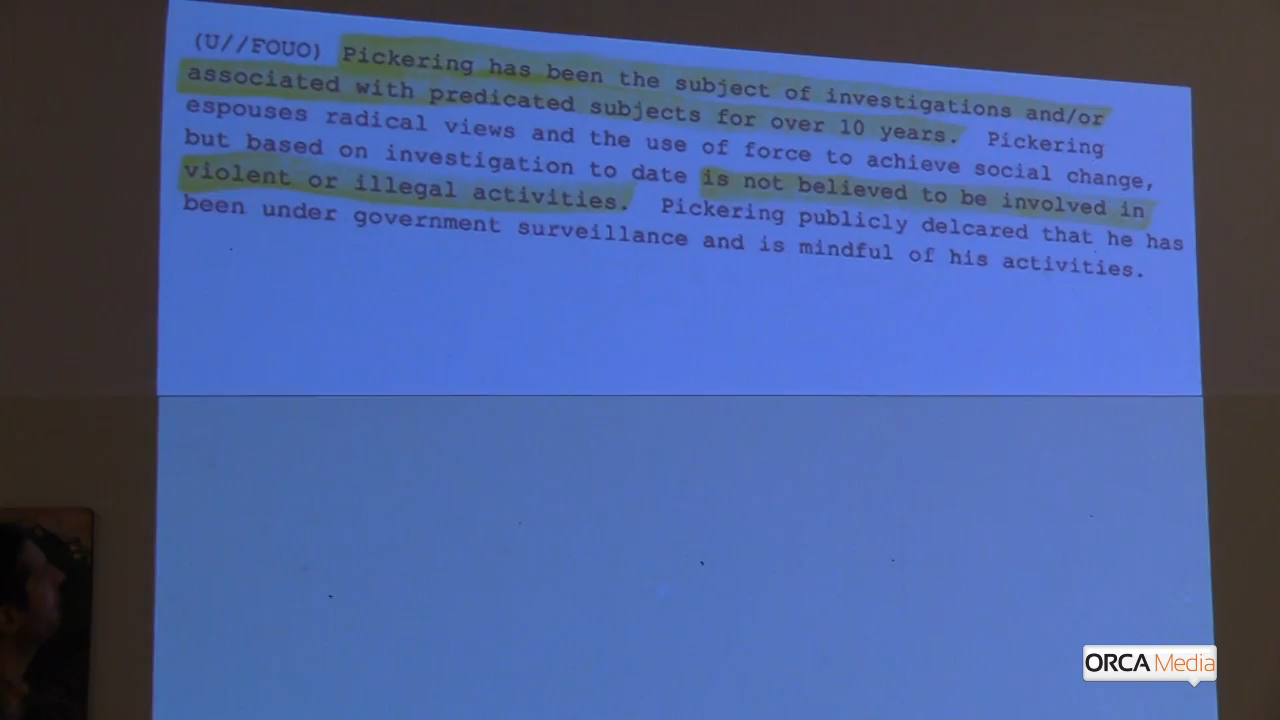 (U//FOUO) Pickering has been the subject of investigations and/or
associated with predicated subjects for over 10 years. Pickering
espouses radical views and the use of force to achieve social change,
but based on investigation to date is not believed to be involved in
violent or illegal activities. Pickering publicly delcared that he has
been under government surveillance and is mindful of his activities.
ORCA Media